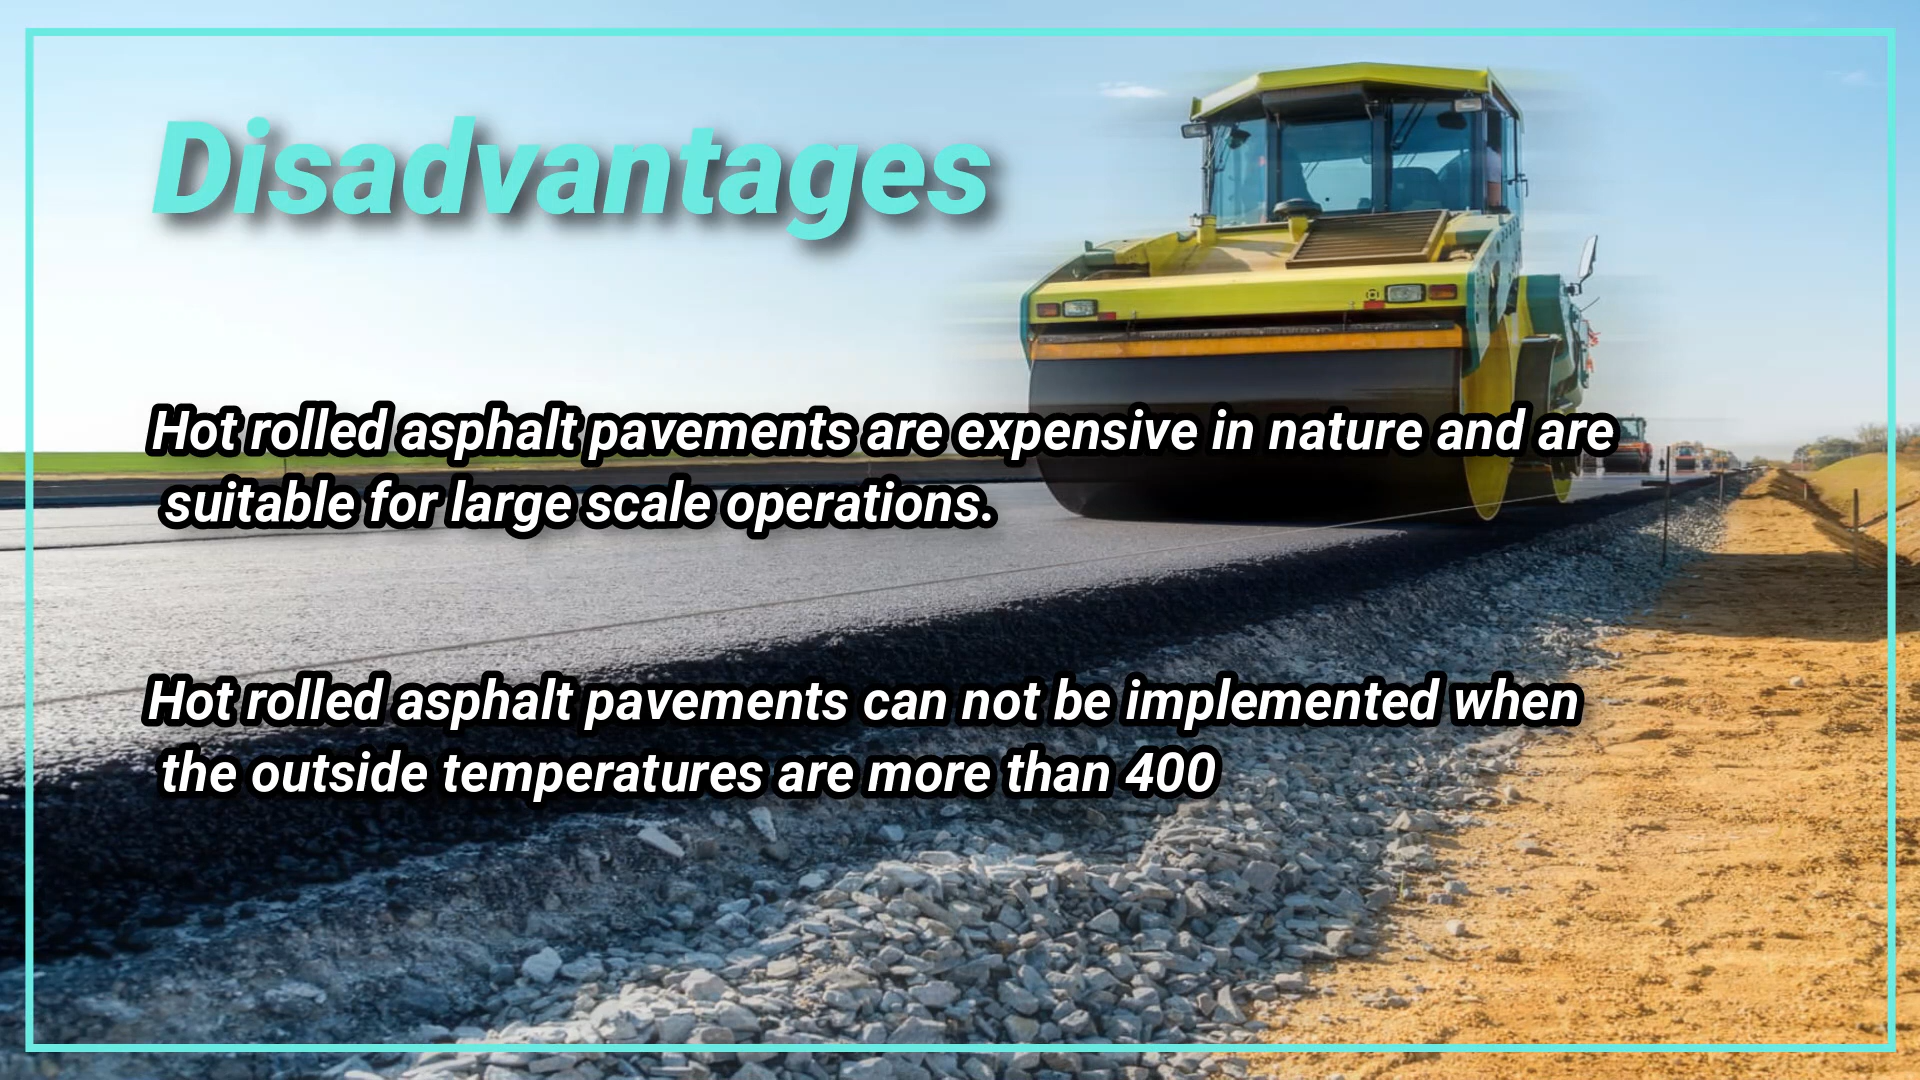 Disadvantages
Hot rolled asphalt pavements are expensive in nature and are
suitable for large scale operations.
Hot rolled asphalt pavements can not be implemented when
the outside temperatures are more than 400